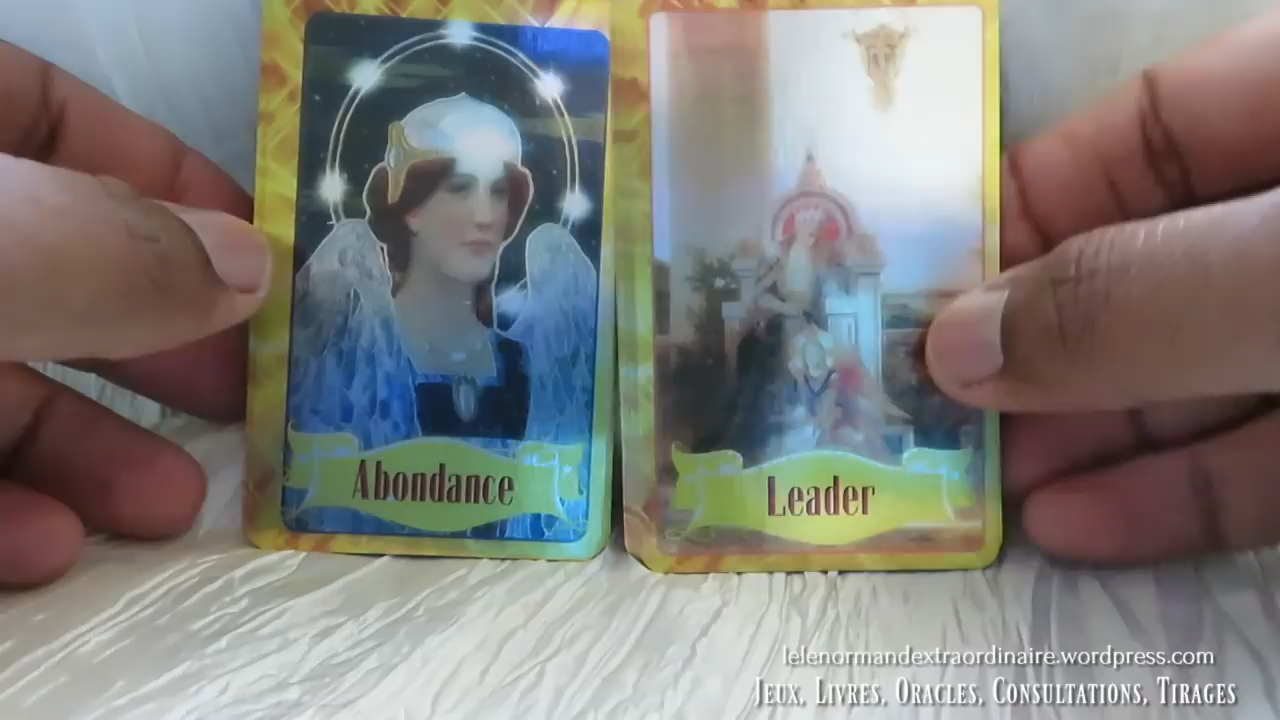 Abondance
Leader
lelenormandextraordinaire.wordpress.com
Jeux, Livres, Oracles, Consultations, Tirages